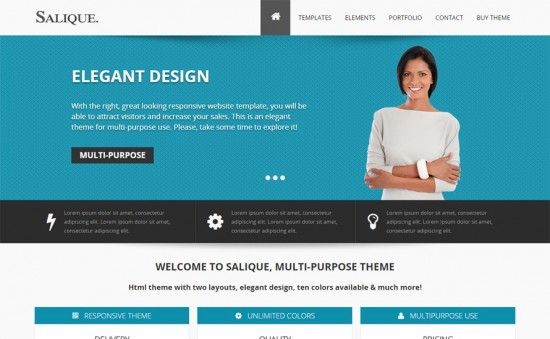 SALIQUE.
TEMPLATES ELEMENTS PORTFOLIO CONTACT BUY THEME
ELEGANT DESIGN
With the right, great looking responsive website template, you will be
able to attract visitors and increase your sales. This is an elegant
theme for multi-purpose use. Please, take some time to explore it!
MULTI-PURPOSE
Lorem ipsum dolor sit amet, consectetur
adipiscing elit. Lorem ipsum dolor sit amet,
consectetur adipiscing elit.
Lorem ipsum dolor sit amet, consectetur
adipiscing elit. Lorem ipsum dolor sit amet,
consectetur adipiscing elit.
Lorem ipsum dolor sit amet, consectetur
adipiscing elit. Lorem ipsum dolor sit amet,
consectetur adipiscing elit.
WELCOME TO SALIQUE, MULTI-PURPOSE THEME
Html theme with two layouts, elegant design, ten colors available & much more!
RESPONSIVE THEME UNLIMITED COLORS MULTIPURPOSE USE
DELIVERY QUALITY PRICING